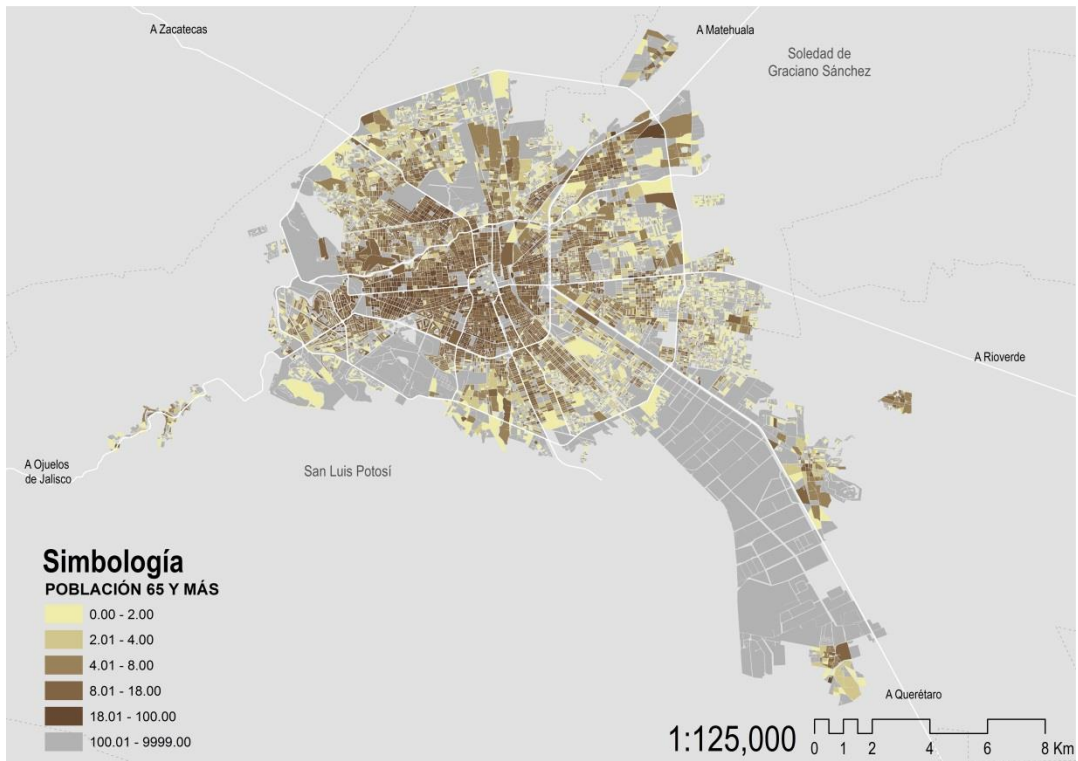 A Zacatecas
A Matehuala
Soledad de
Graciano Sánchez
A Rioverde
A Ojuelos
de Jalisco
San Luis Potosí
A Querétaro
Simbología
POBLACIÓN 65 Y MÁS
0.00 - 2.00
2.01 - 4.00
4.01 - 8.00
8.01 - 18.00
18.01 - 100.00
100.01 - 9999.00
1:125,000
0 1 2 4 6 8 Km